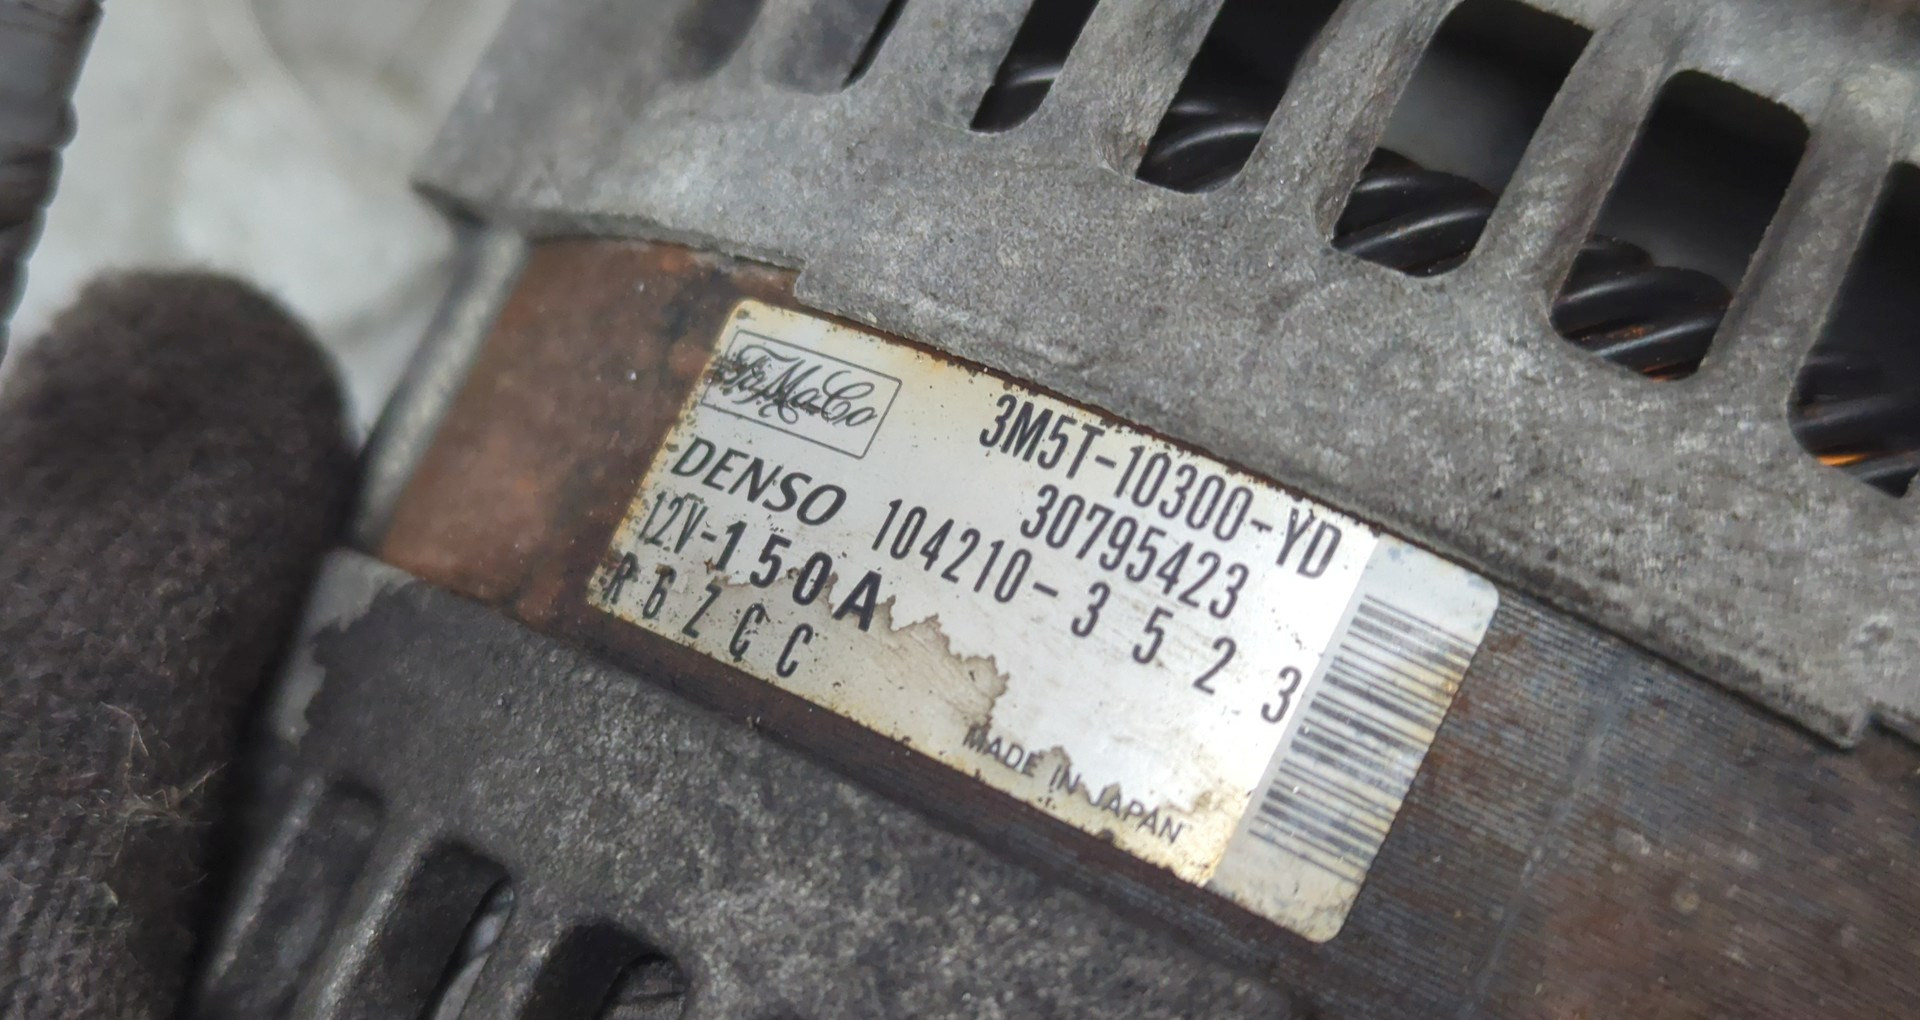 FoMoCo
3M5T-10300-YD
30795423
DENSO 104210-3523
12V-150A
R6ZCC
MADE IN JAPAN